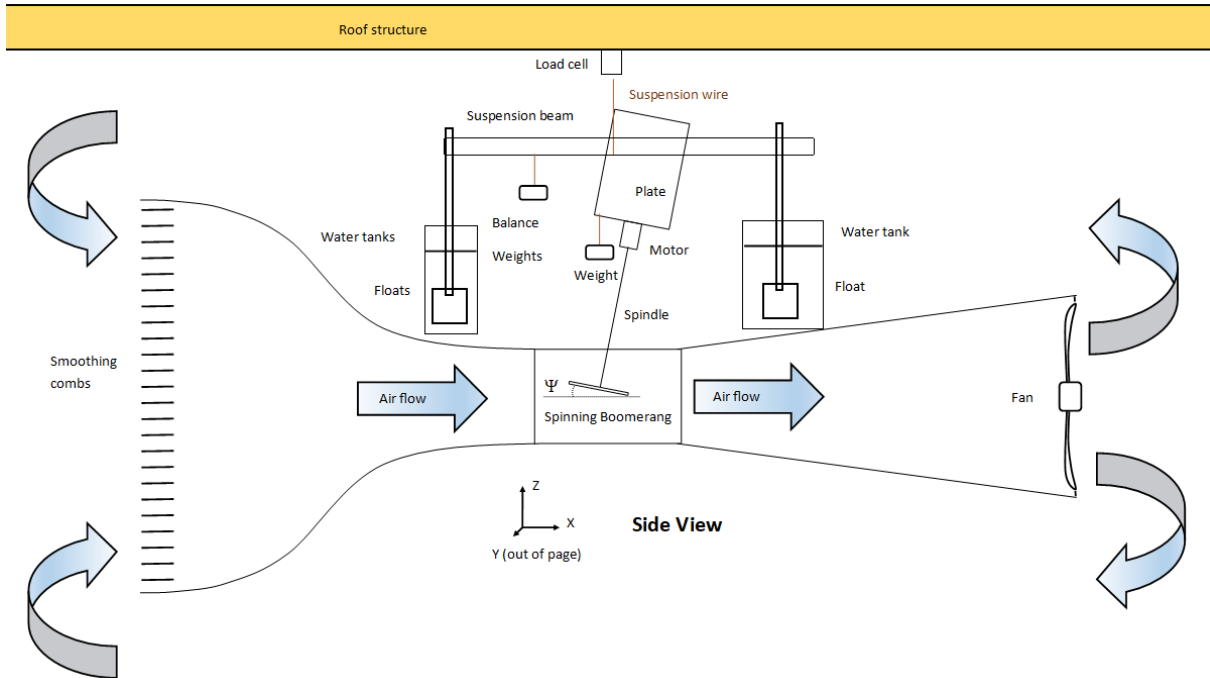 Roof structure
Load cell
Suspension wire
Suspension beam
Plate
Balance
Weights
Water tanks
Water tank
Motor
Weight
Floats
Float
Spindle
Smoothing
combs
Ψ
Air flow
Air flow
Fan
Spinning Boomerang
Z
X
Side View
Y (out of page)